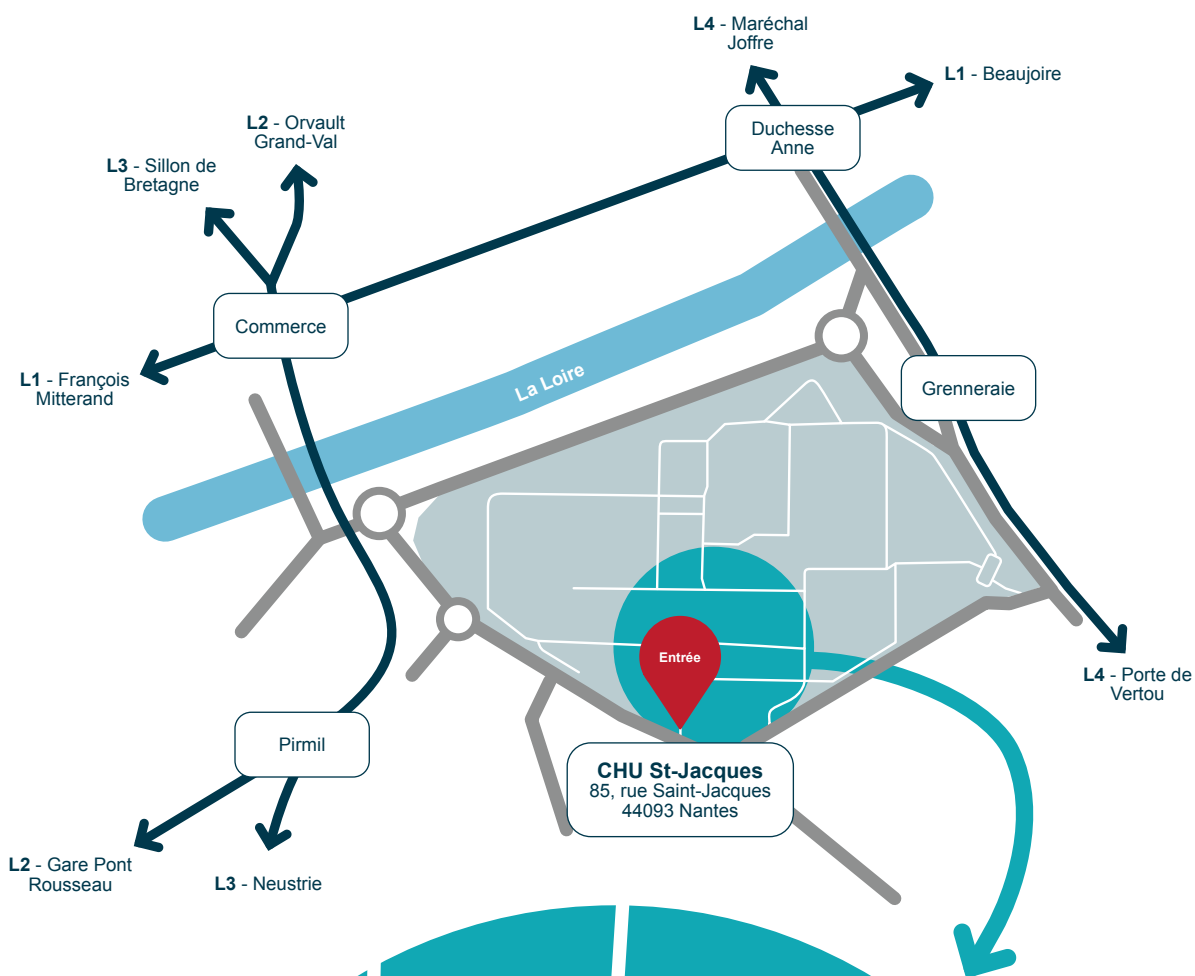 L4 - Maréchal
Joffre
L1 - Beaujoire
L2 - Orvault
Grand-Val
Duchesse
Anne
L3 - Sillon de
Bretagne
Commerce
L1 - François
Mitterand
La Loire
Grenneraie
Entrée
L4 - Porte de
Vertou
Pirmil
CHU St-Jacques
85, rue Saint-Jacques
44093 Nantes
L2 - Gare Pont
Rousseau
L3 - Neustrie